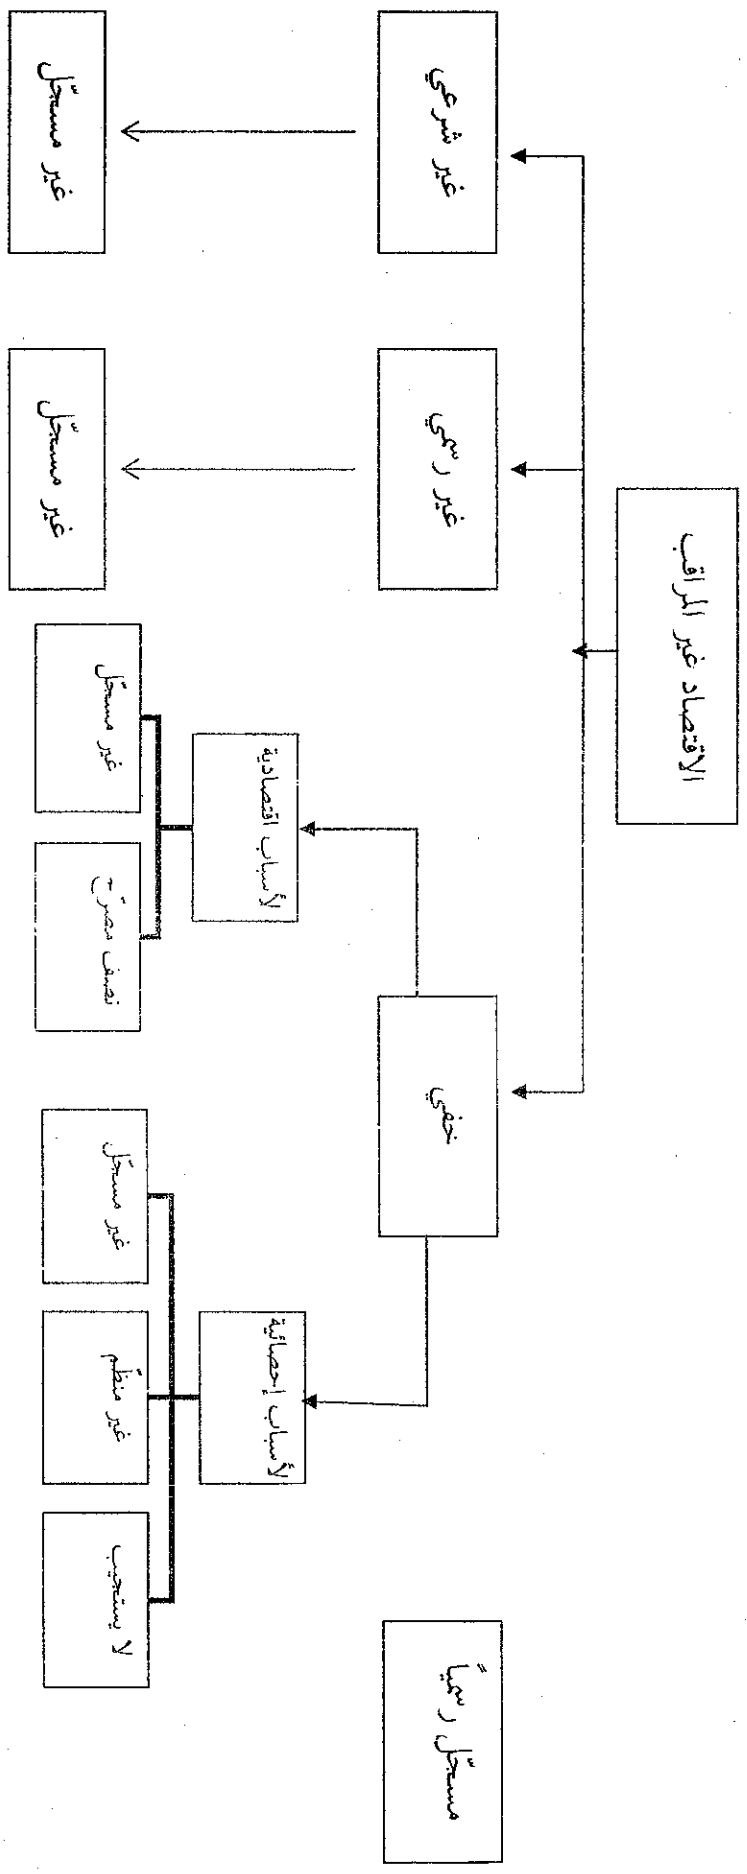 الاقتصاد غير المراقب
غير شرعي
غير رسمي
خفي
مسجّل رسمياً
لأسباب اقتصادية
لأسباب إحصائية
غير مسجّل
غير مسجّل
غير مسجّل
نصف مصرّح
غير مسجّل
غير منظّم
لا يستجيب